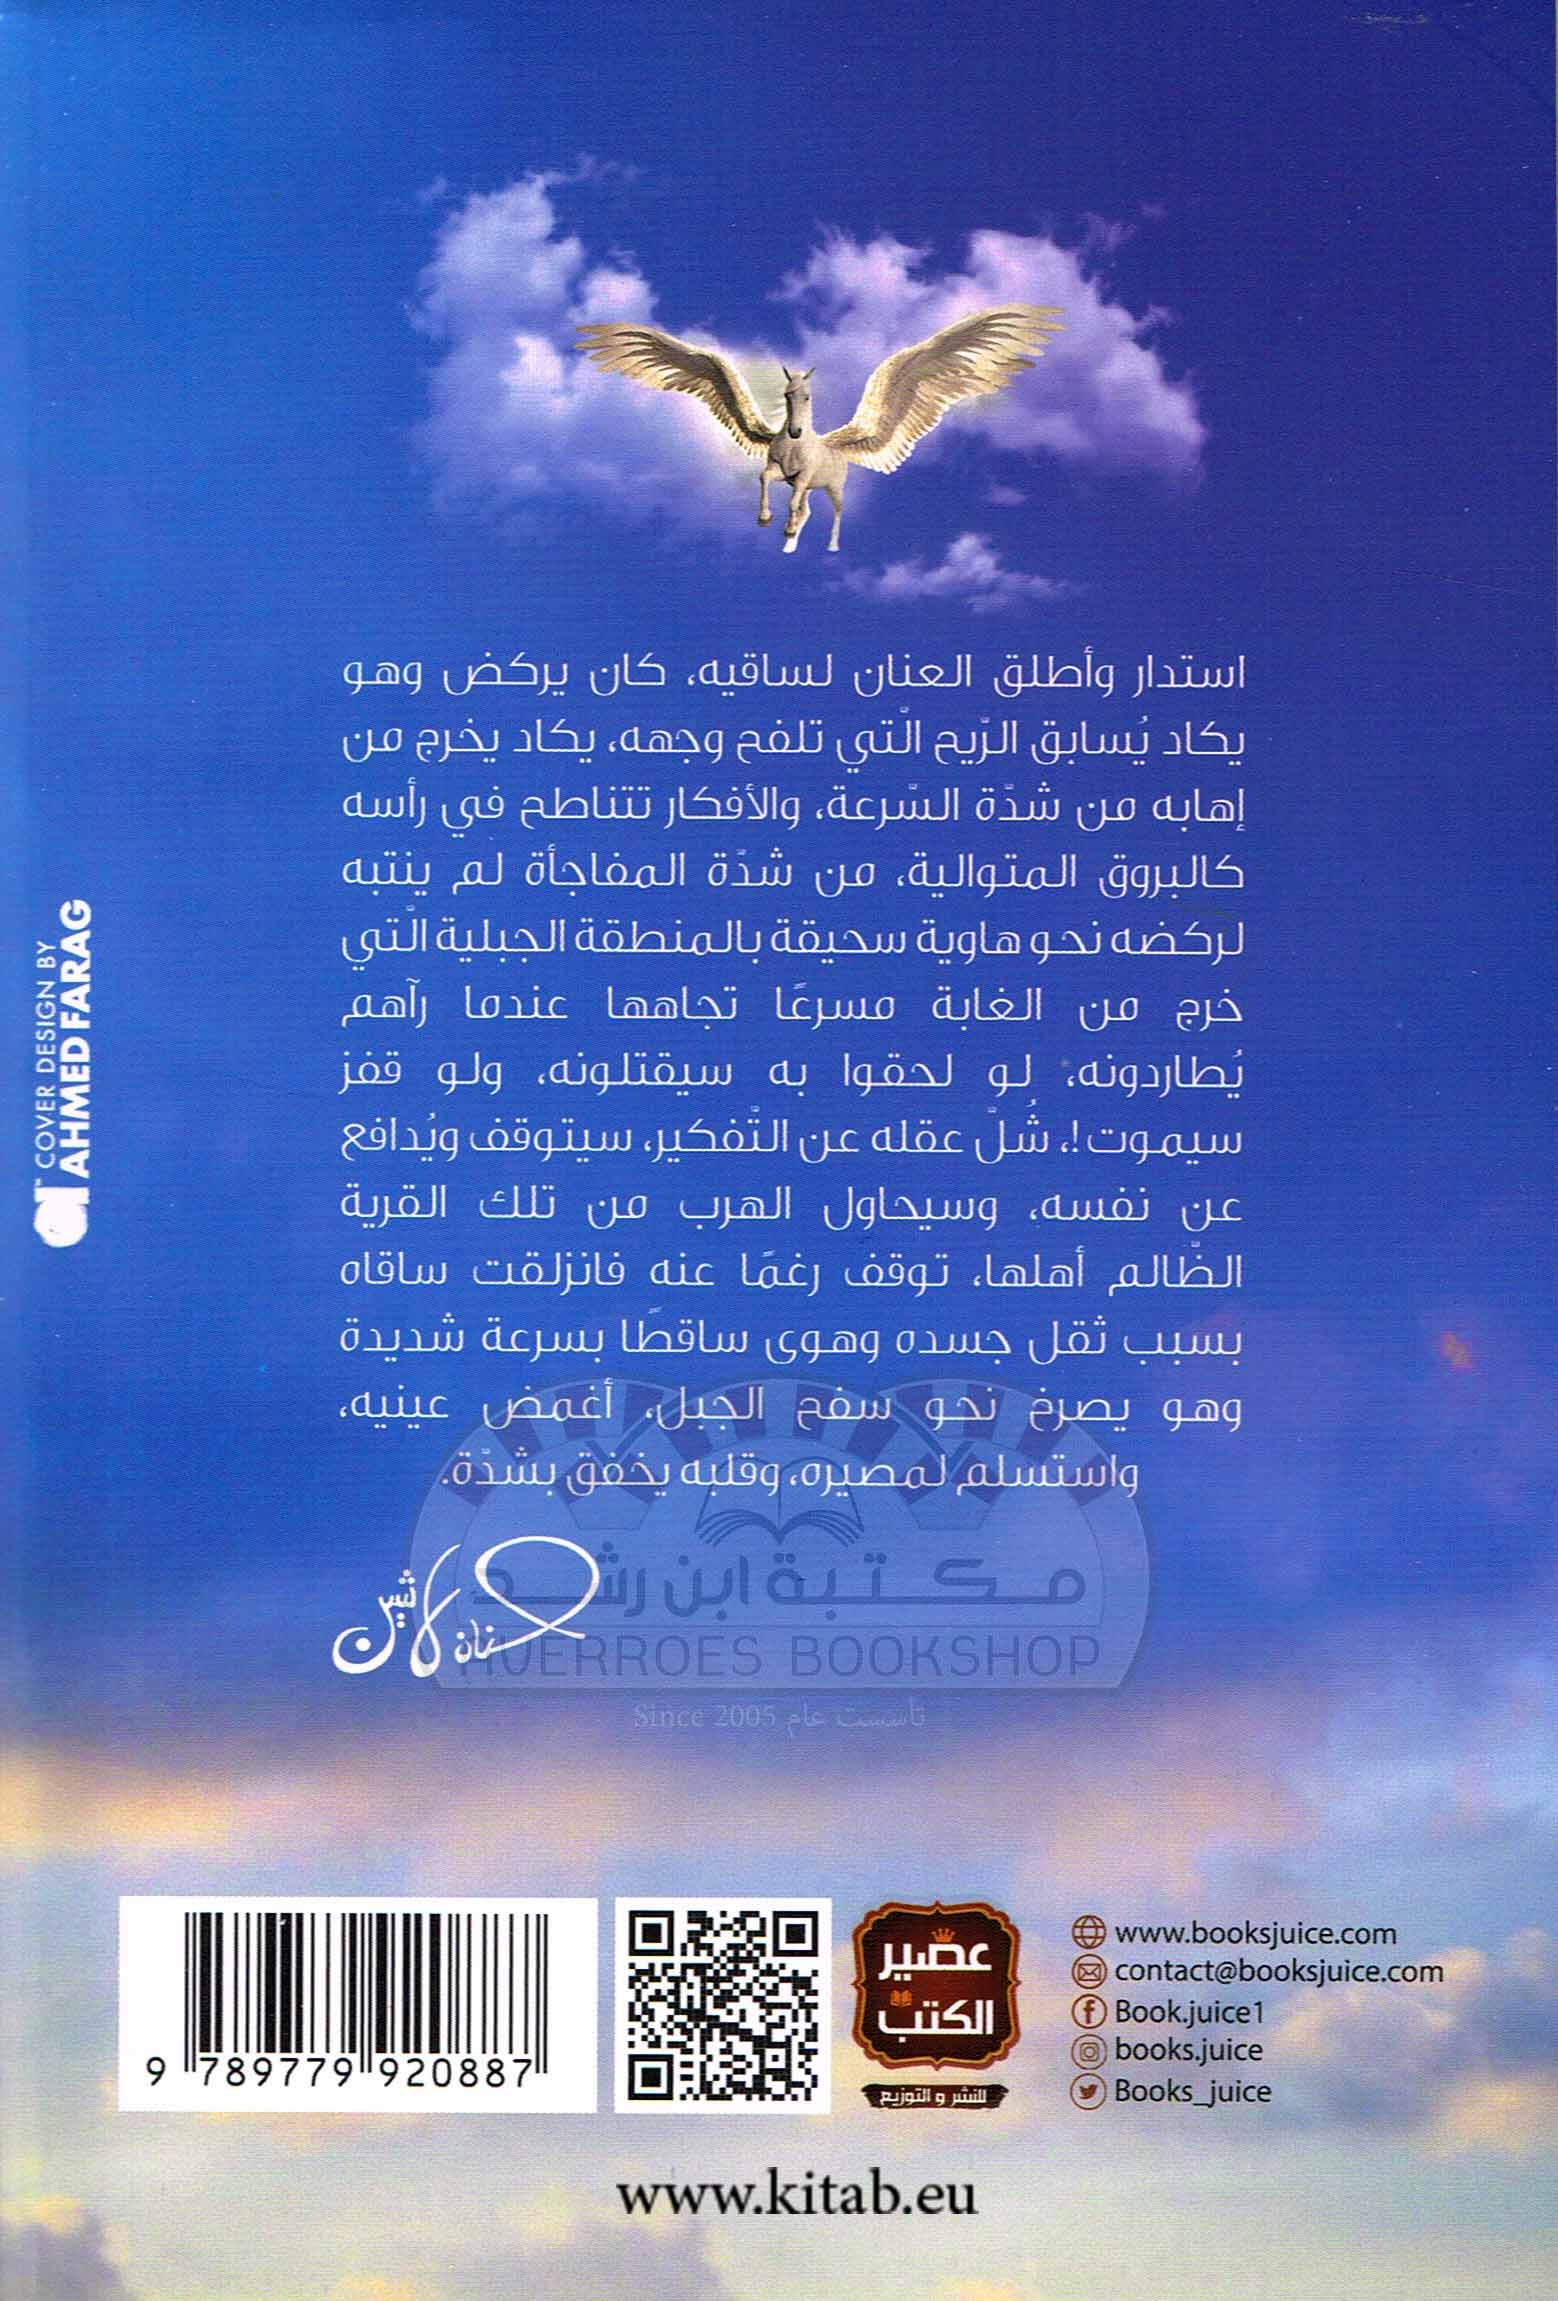 استدار وأطلق العنان لساقيه، كان يركض وهو
يكاد يُسابق الرّيح الّتي تلفح وجهه، يكاد يخرج من
إهابه من شدّة السّرعة، والأفكار تتناطح في رأسه
كالبروق المتوالية، من شدّة المفاجأة لم ينتبه
لركضه نحو هاوية سحيقة بالمنطقة الجبلية الّتي
خرج من الغابة مسرعًا تجاهها عندما رآهم
يُطاردونه، لو لحقوا به سيقتلونه، ولو قفز
سيموت!، شُلّ عقله عن التّفكير، سيتوقف ويُدافع
عن نفسه، وسيحاول الهرب من تلك القرية
الظّالم أهلها، توقف رغمًا عنه فانزلقت ساقاه
بسبب ثقل جسده وهوى ساقطًا بسرعة شديدة
وهو يصرخ نحو سفح الجبل، أغمض عينيه،
واستسلم لمصيره، وقلبه يخفق بشدّة.
مكتبة ابن رشد
AVERROES BOOKSHOP
Since 2005 تأسست عام
COVER DESIGN BY
AHMED FARAG
9 789779 920887
عصير
الكتب
للنشر و التوزيع
www.booksjuice.com
contact@booksjuice.com
Book.juice1
books.juice
Books_juice
www.kitab.eu